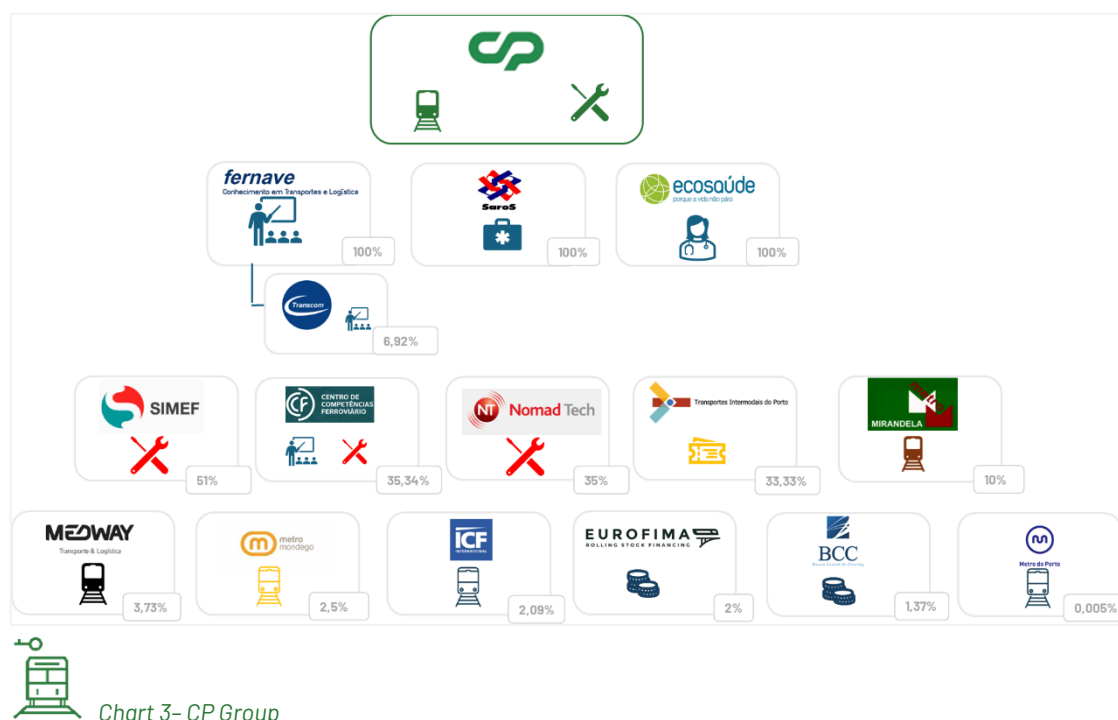 cp
fernave
Conhecimento em Transportes e Logística
100%
SaroS
100%
ecosaúde
porque a vida não pára
100%
Transcom
6,92%
SIMEF
51%
CF
CENTRO DE
COMPETÊNCIAS
FERROVIÁRIO
35,34%
NT Nomad Tech
35%
Transportes Intermodais do Porto
33,33%
metro
MIRANDELA
10%
MEDWAY
Transporte & Logística
3,73%
m metro
mondego
2,5%
ICF
INTERNATIONAL
2,09%
EUROFIMA
ROLLING STOCK FINANCING
2%
BCC
1,37%
Metro do Porto
0,005%
Chart 3– CP Group